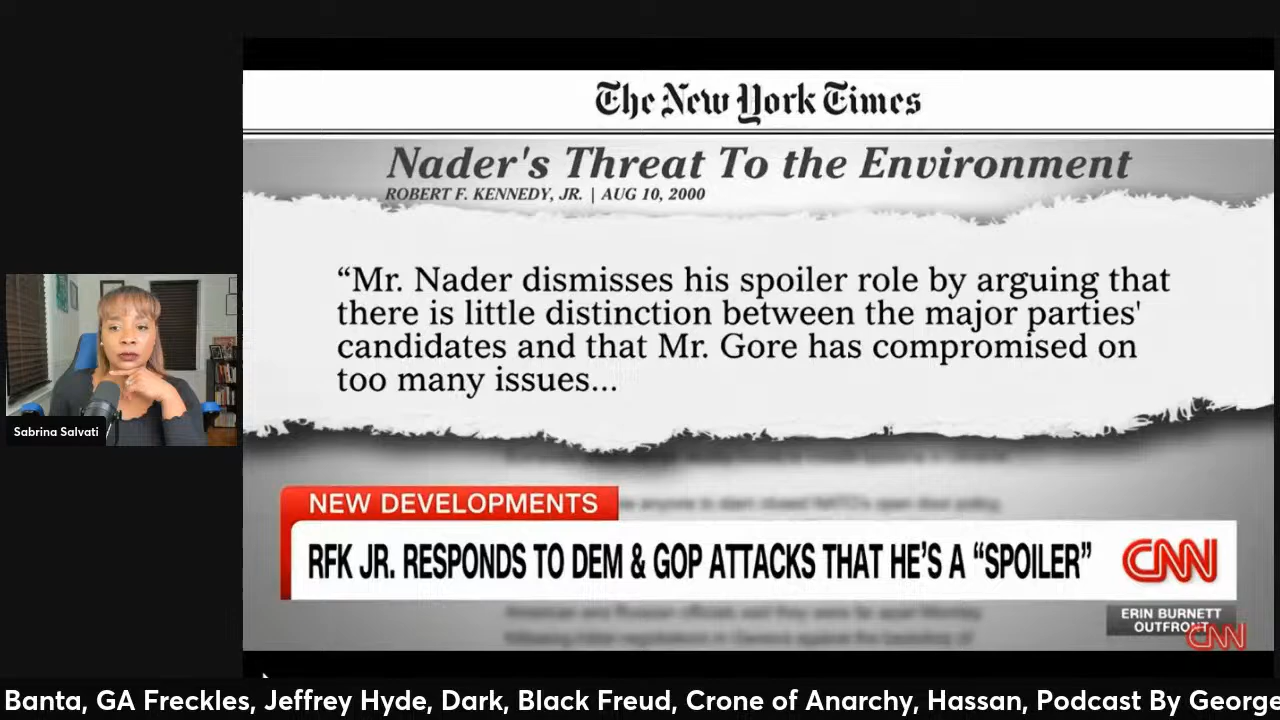 The New York Times
Nader's Threat To the Environment
ROBERT F. KENNEDY, JR. | AUG 10, 2000
“Mr. Nader dismisses his spoiler role by arguing that
there is little distinction between the major parties'
candidates and that Mr. Gore has compromised on
too many issues...
Sabrina Salvati
NEW DEVELOPMENTS
RFK JR. RESPONDS TO DEM & GOP ATTACKS THAT HE'S A “SPOILER”
CNN
ERIN BURNETT
OUTFRONT
CNN
Banta, GA Freckles, Jeffrey Hyde, Dark, Black Freud, Crone of Anarchy, Hassan, Podcast By George